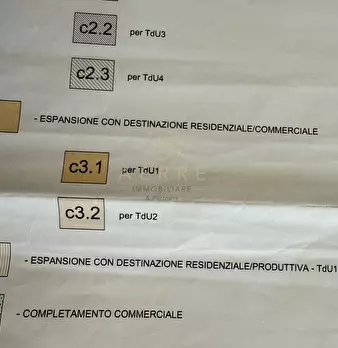 c2.2 per TdU3
c2.3 per TdU4
- ESPANSIONE CON DESTINAZIONE RESIDENZIALE/COMMERCIALE
c3.1 per TdU1
IMMOBILIARE
c3.2 per TdU2
- ESPANSIONE CON DESTINAZIONE RESIDENZIALE/PRODUTTIVA - TdU1
- COMPLETAMENTO COMMERCIALE